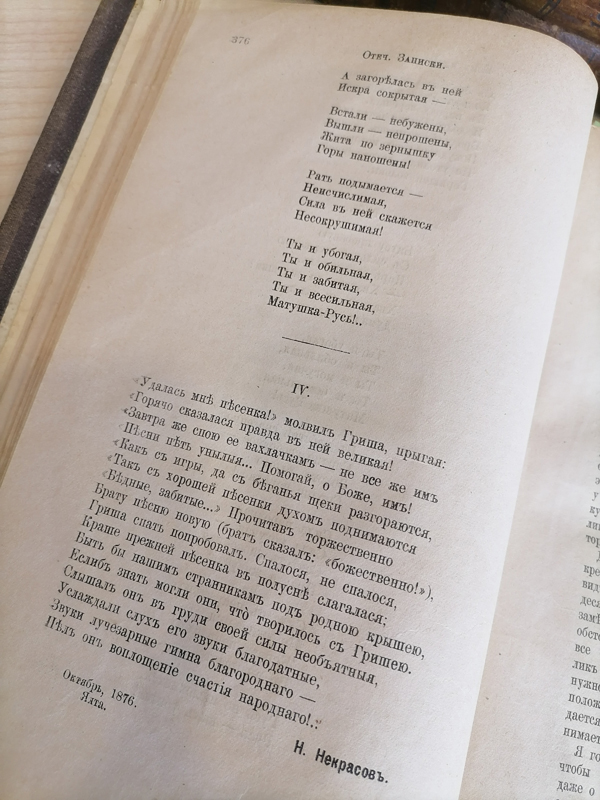 376
Отеч. Записки.
А загорѣлась въ ней
Искра сокрытая —
Встали — небужены,
Вышли — непрошены,
Жита по зернышку
Горы наношены!
Рать подымается —
Неисчислимая,
Сила въ ней скажется
Несокрушимая!
Ты и убогая,
Ты и обильная,
Ты и забитая,
Ты и всесильная,
Матушка-Русь!..
IV.
«Удалась мнѣ пѣсенка!» молвилъ Гриша, прыгая:
«Горячо сказалася правда въ ней великая!
«Завтра же спою ее вахлачкамъ — не все же имъ
«Пѣсни пѣть унылыя... Помогай, о Боже, имъ!
«Какъ съ игры, да съ бѣганья щеки разгораются,
«Такъ съ хорошей пѣсенки духомъ поднимаются
«Бѣдные, забитые...» Прочитавъ торжественно
Брату пѣсню новую (братъ сказалъ: «божественно!»),
Гриша спать попробовалъ. Спалося, не спалося,
Краше прежней пѣсенка въ полуснѣ слагалася;
Быть бы нашимъ странникамъ подъ родною крышею,
Еслибъ знать могли они, что̀ творилось съ Гришею.
Слышалъ онъ въ груди своей силы необъятныя,
Услаждали слухъ его звуки благодатные,
Звуки лучезарные гимна благороднаго —
Пѣлъ онъ воплощеніе счастія народнаго!..
Октябрь, 1876.
Ялта.
Н. Некрасовъ.